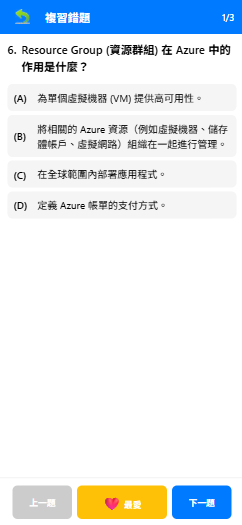 複習錯題
1/3
6. Resource Group (資源群組) 在 Azure 中的
作用是什麼？
(A) 為單個虛擬機器 (VM) 提供高可用性。
(B) 將相關的 Azure 資源（例如虛擬機器、儲存
體帳戶、虛擬網路）組織在一起進行管理。
(C) 在全球範圍內部署應用程式。
(D) 定義 Azure 帳單的支付方式。
上一題
最愛
下一題